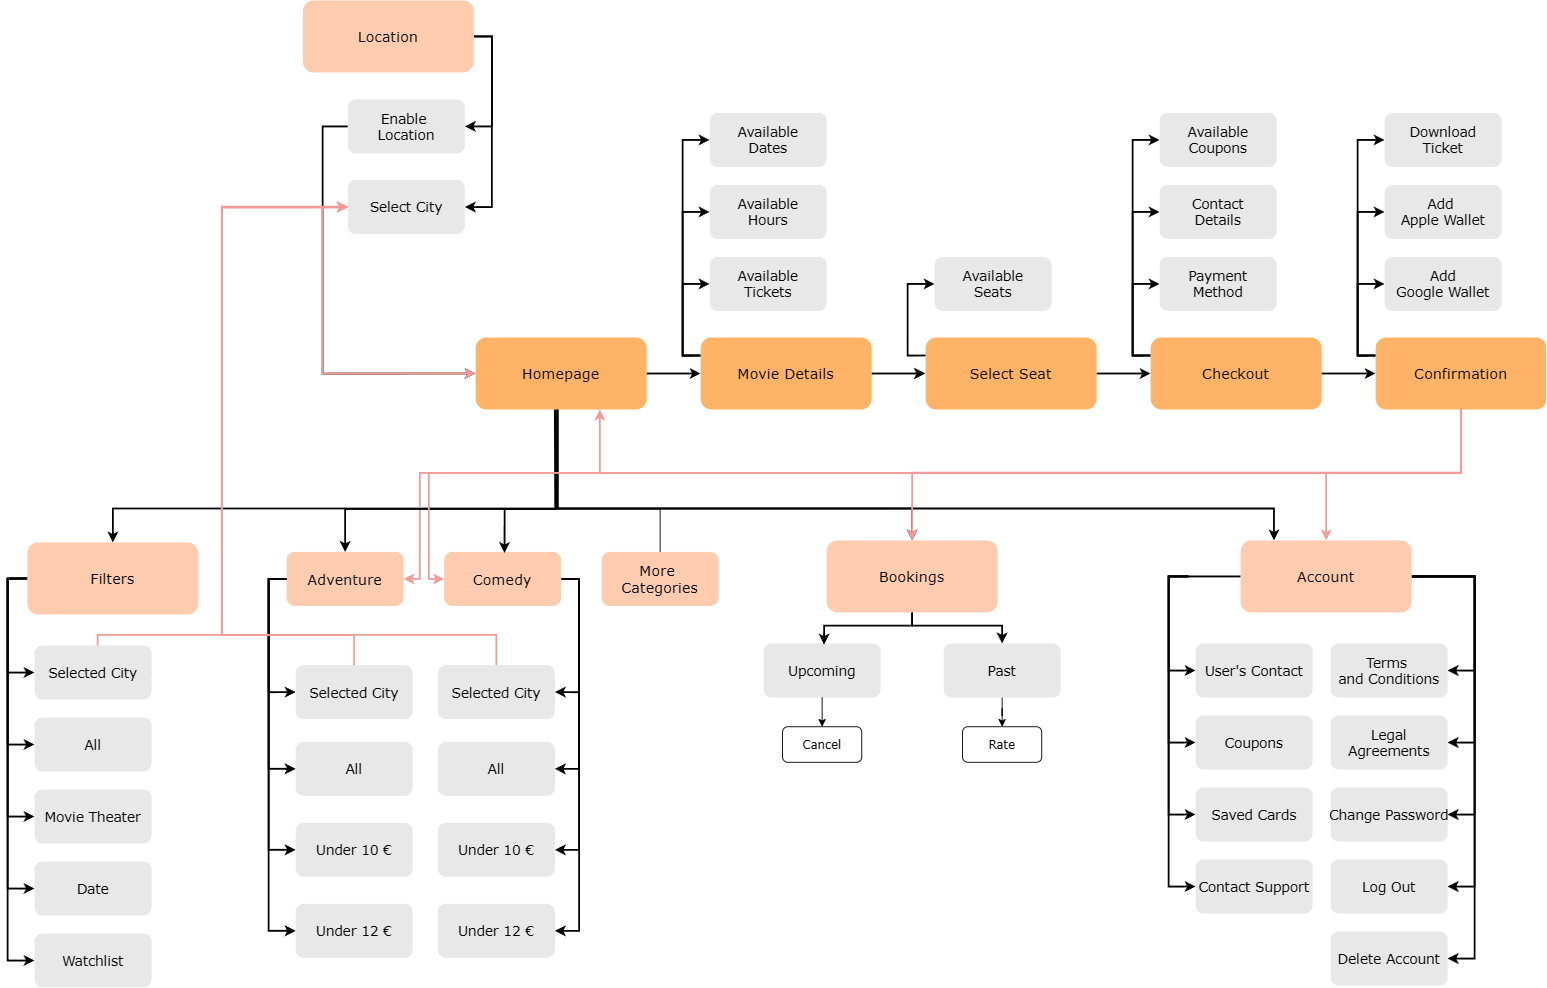 Location
Enable
Location
Select City
Available
Dates
Available
Hours
Available
Tickets
Available
Seats
Available
Coupons
Contact
Details
Payment
Method
Download
Ticket
Add
Apple Wallet
Add
Google Wallet
Homepage
Movie Details
Select Seat
Checkout
Confirmation
Filters
Selected City
All
Movie Theater
Date
Watchlist
Adventure
Selected City
All
Under 10 €
Under 12 €
Comedy
Selected City
All
Under 10 €
Under 12 €
More
Categories
Bookings
Upcoming
Cancel
Past
Rate
Account
User's Contact
Coupons
Saved Cards
Contact Support
Terms
and Conditions
Legal
Agreements
Change Password
Log Out
Delete Account